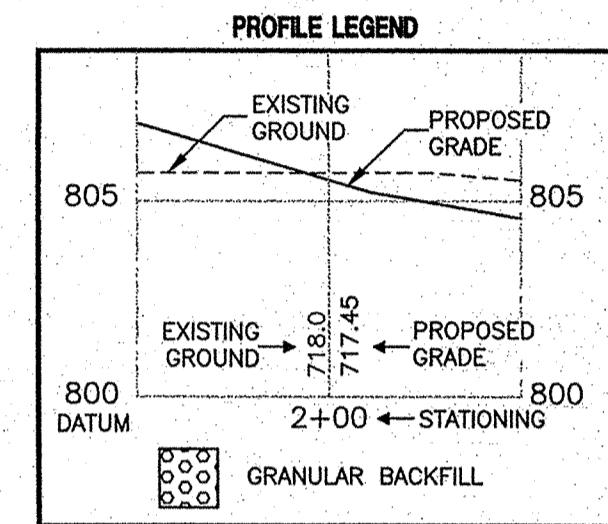 PROFILE LEGEND
EXISTING
GROUND
PROPOSED
GRADE
805
805
EXISTING
GROUND
718.0
717.45
PROPOSED
GRADE
800
800
DATUM
2+00
STATIONING
GRANULAR BACKFILL